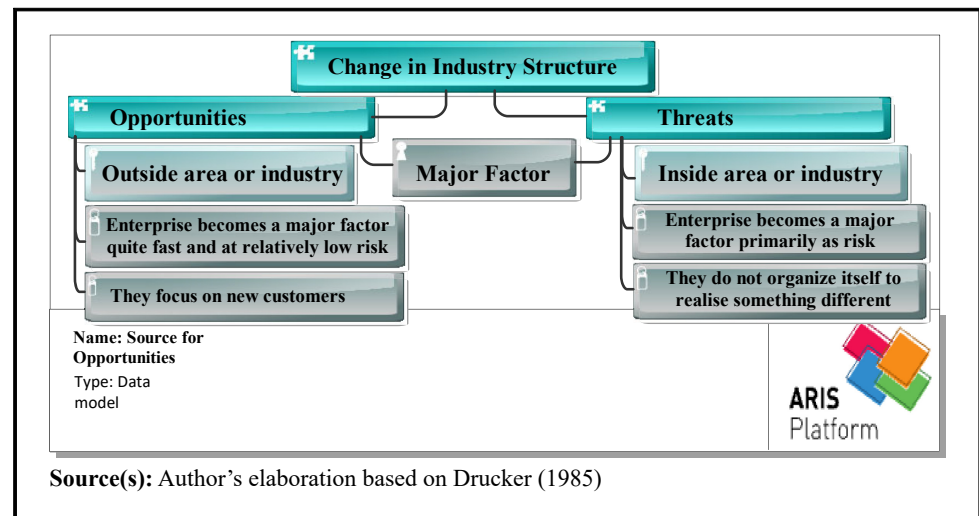 Change in Industry Structure
Opportunities
Threats
Outside area or industry
Major Factor
Inside area or industry
Enterprise becomes a major factor
quite fast and at relatively low risk
Enterprise becomes a major
factor primarily as risk
They focus on new customers
They do not organize itself to
realise something different
Name: Source for
Opportunities
Type: Data
model
ARIS
Platform
Source(s): Author’s elaboration based on Drucker (1985)